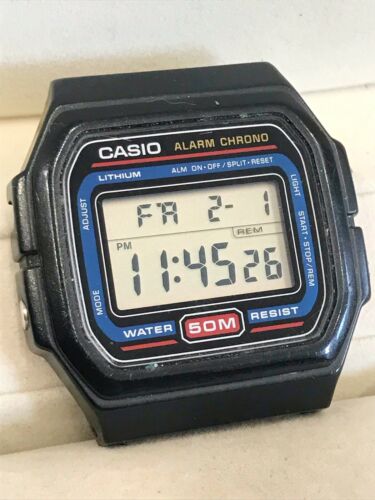 CASIO ALARM CHRONO
LITHIUM ALM ON·OFF/SPLIT·RESET
ADJUST
LIGHT
FR 2- 1
REM
PM
11:45 26
MODE
START·STOP/REM
WATER 50M RESIST